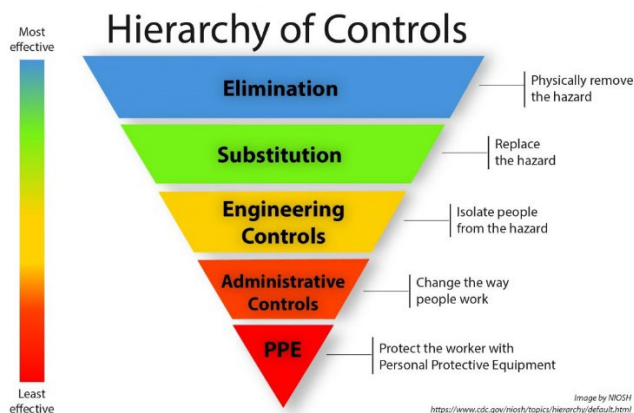 Hierarchy of Controls
Most
effective
Elimination
Physically remove
the hazard
Substitution
Replace
the hazard
Engineering
Controls
Isolate people
from the hazard
Administrative
Controls
Change the way
people work
PPE
Protect the worker with
Personal Protective Equipment
Least
effective
Image by NIOSH
https://www.cdc.gov/niosh/topics/hierarchy/default.html